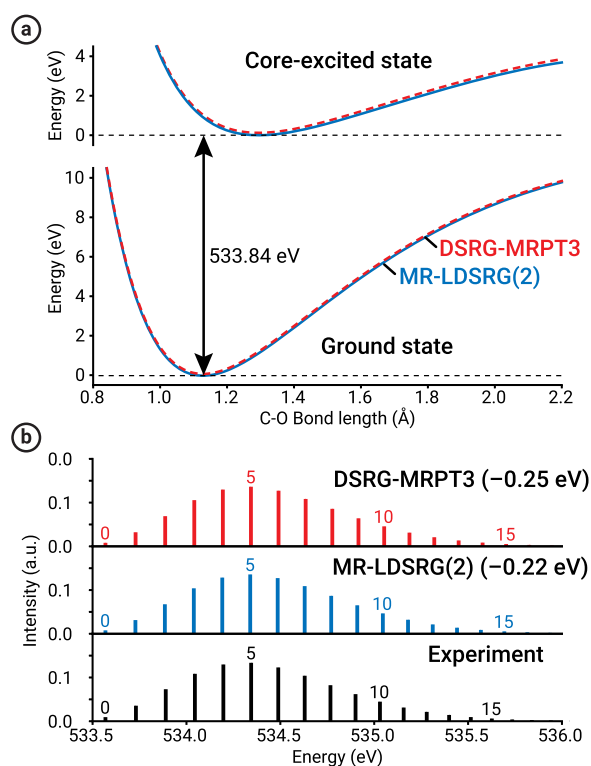 a
Core-excited state
Energy (eV)
4
2
0
533.84 eV
Energy (eV)
10
8
6
4
2
0
DSRG-MRPT3
MR-LDSRG(2)
Ground state
0.8 1.0 1.2 1.4 1.6 1.8 2.0 2.2
C-O Bond length (Å)
b
Intensity (a.u.)
0.0
0.1
0.0
DSRG-MRPT3 (−0.25 eV)
0 5 10 15
0.1
0.0
MR-LDSRG(2) (−0.22 eV)
0 5 10 15
0.1
0.0
Experiment
0 5 10 15
533.5 534.0 534.5 535.0 535.5 536.0
Energy (eV)